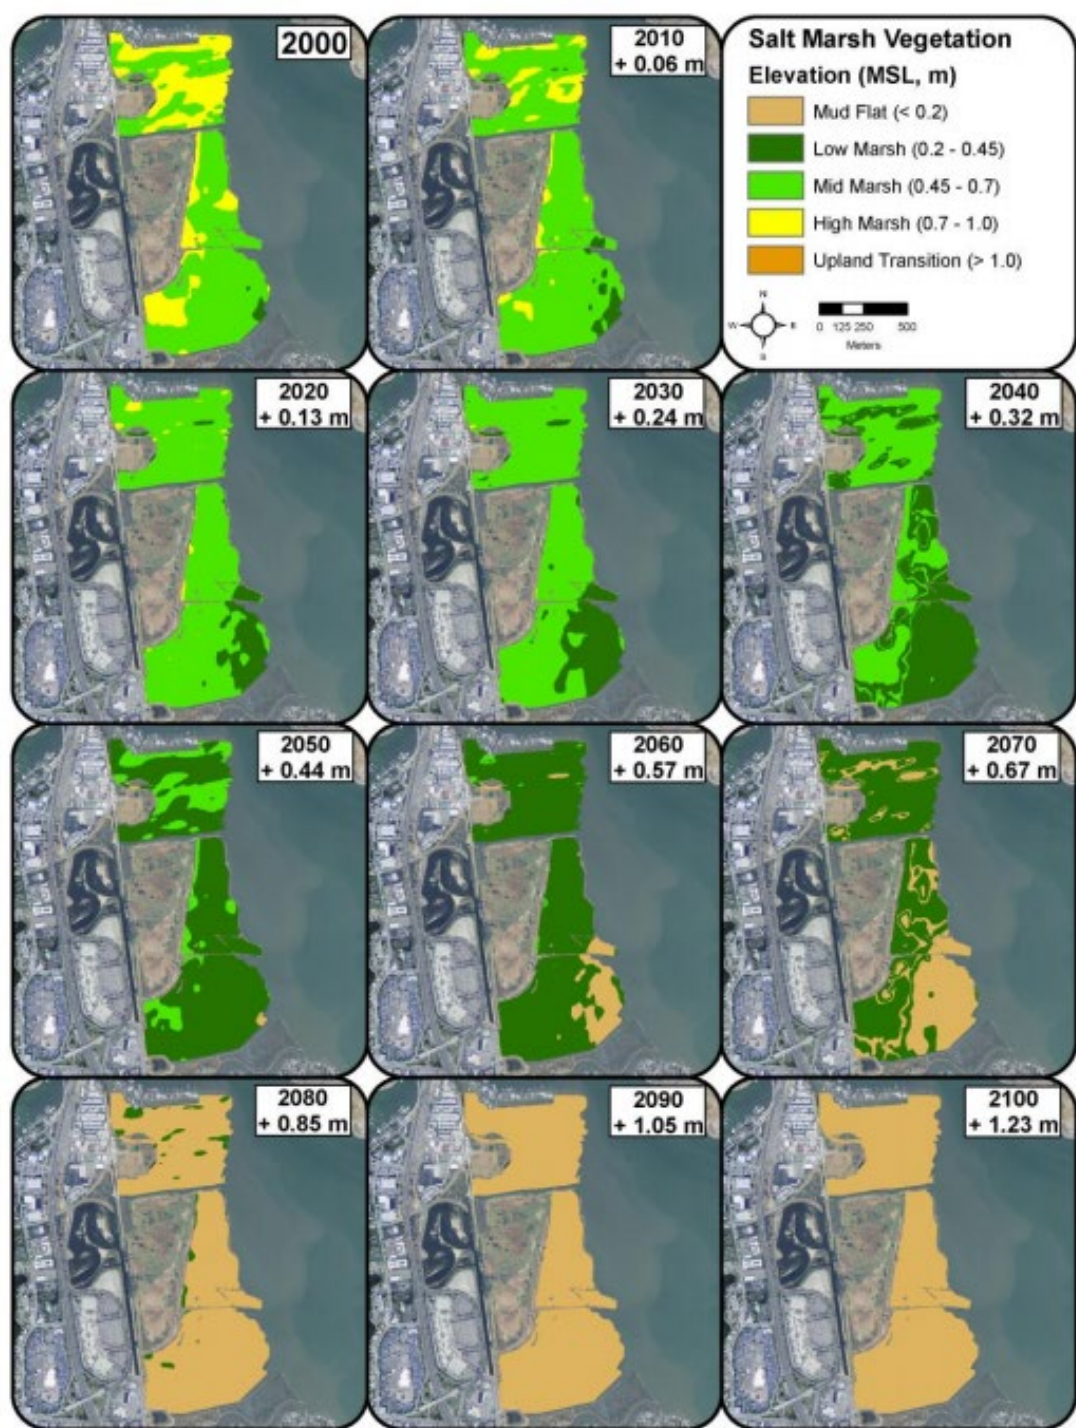 2000
2010
+ 0.06 m
Salt Marsh Vegetation
Elevation (MSL, m)
Mud Flat (< 0.2)
Low Marsh (0.2 - 0.45)
Mid Marsh (0.45 - 0.7)
High Marsh (0.7 - 1.0)
Upland Transition (> 1.0)
N
W E
S
0 125 250 500
Meters
2020
+ 0.13 m
2030
+ 0.24 m
2040
+ 0.32 m
2050
+ 0.44 m
2060
+ 0.57 m
2070
+ 0.67 m
2080
+ 0.85 m
2090
+ 1.05 m
2100
+ 1.23 m